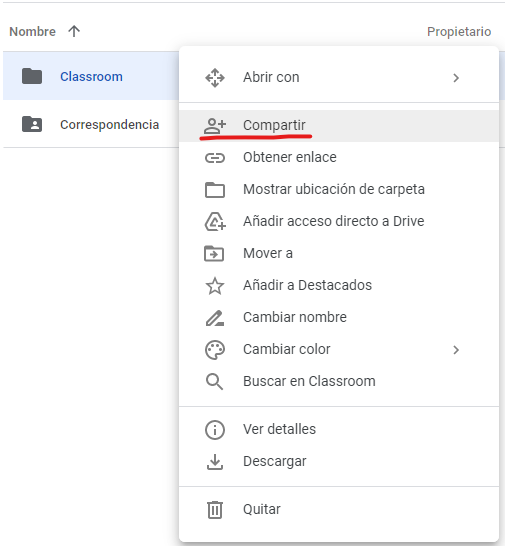 Nombre Propietario
Classroom
Abrir con
Correspondencia Compartir
Obtener enlace
Mostrar ubicación de carpeta
Añadir acceso directo a Drive
Mover a
Añadir a Destacados
Cambiar nombre
Cambiar color
Buscar en Classroom
Ver detalles
Descargar
Quitar